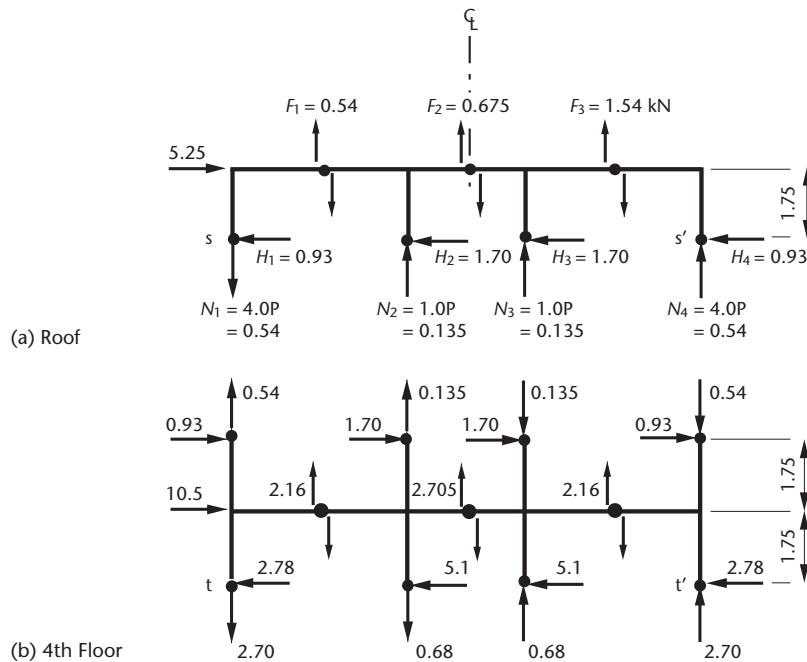 ℄
F1 = 0.54 F2 = 0.675 F3 = 1.54 kN
5.25
1.75
s s′
H1 = 0.93 H2 = 1.70 H3 = 1.70 H4 = 0.93
N1 = 4.0P N2 = 1.0P N3 = 1.0P N4 = 4.0P
= 0.54 = 0.135 = 0.135 = 0.54
(a) Roof
0.54 0.135 0.135 0.54
0.93 1.70 1.70 0.93
1.75
10.5 2.16 2.705 2.16
1.75
t 2.78 5.1 5.1 t′ 2.78
(b) 4th Floor 2.70 0.68 0.68 2.70